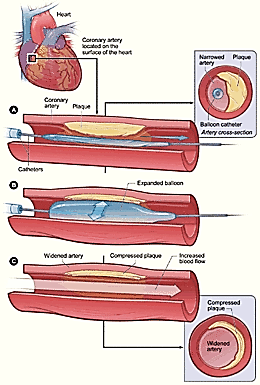 Heart
Coronary artery
located on the
surface of the heart
Narrowed
artery
Plaque
Balloon catheter
Artery cross-section
A
Coronary
artery
Plaque
Catheters
B
Expanded balloon
C
Widened artery
Compressed plaque
Increased
blood flow
Compressed
plaque
Widened
artery